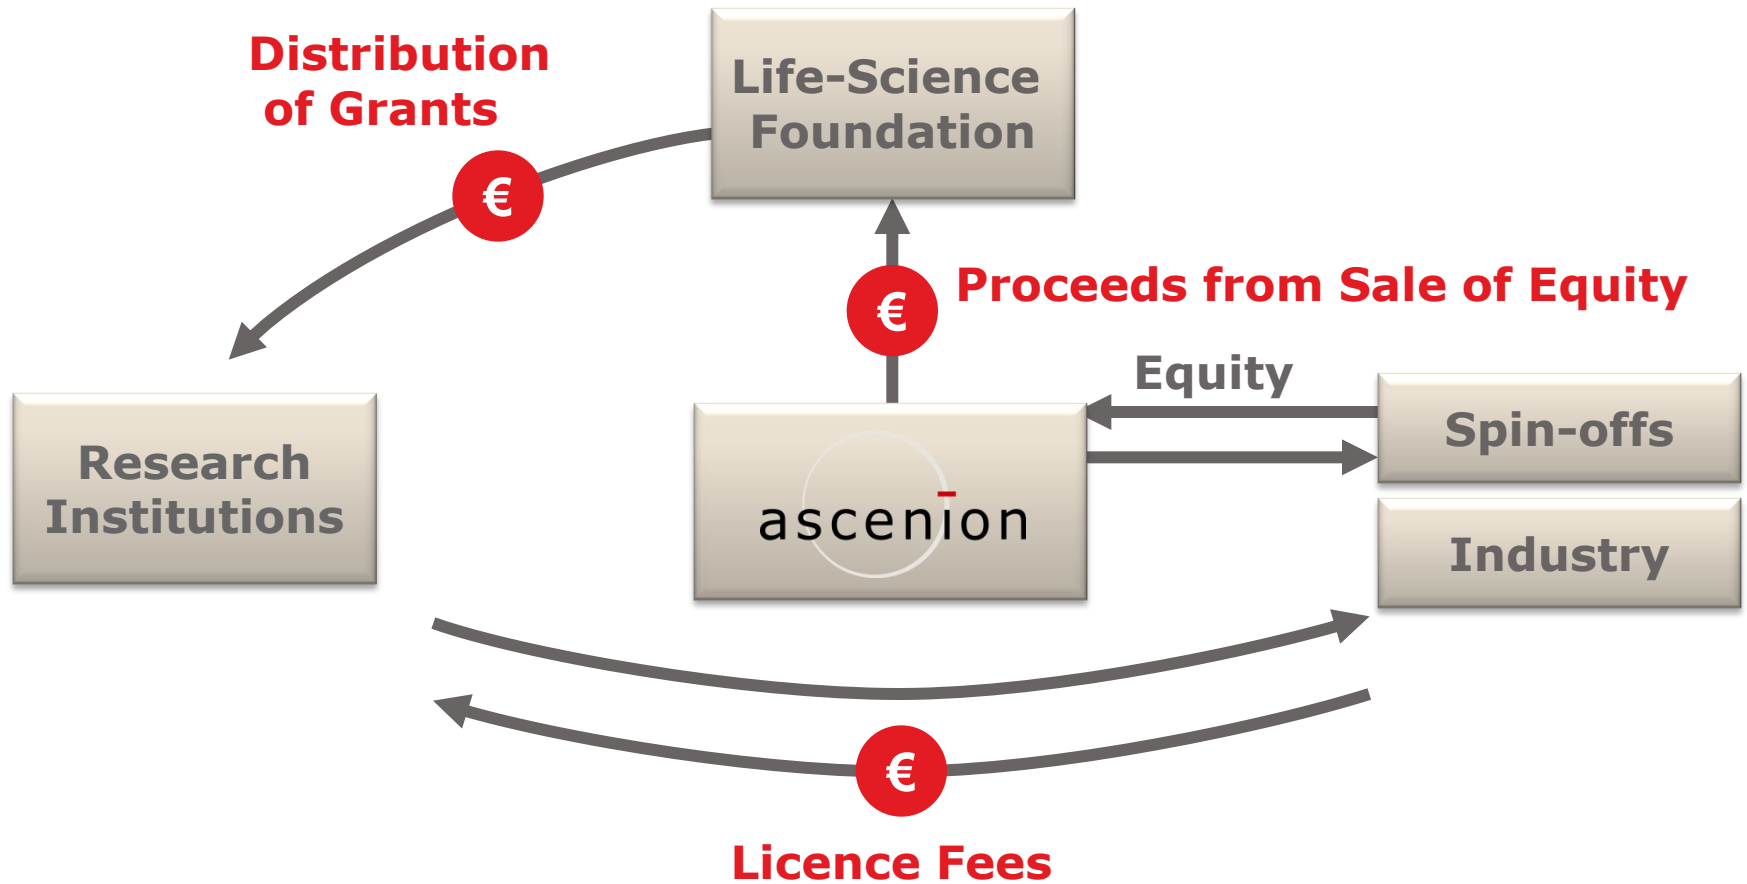 Distribution
of Grants
Life-Science
Foundation
€
€
Proceeds from Sale of Equity
Equity
Spin-offs
Research
Institutions
ascenion
Industry
€
Licence Fees